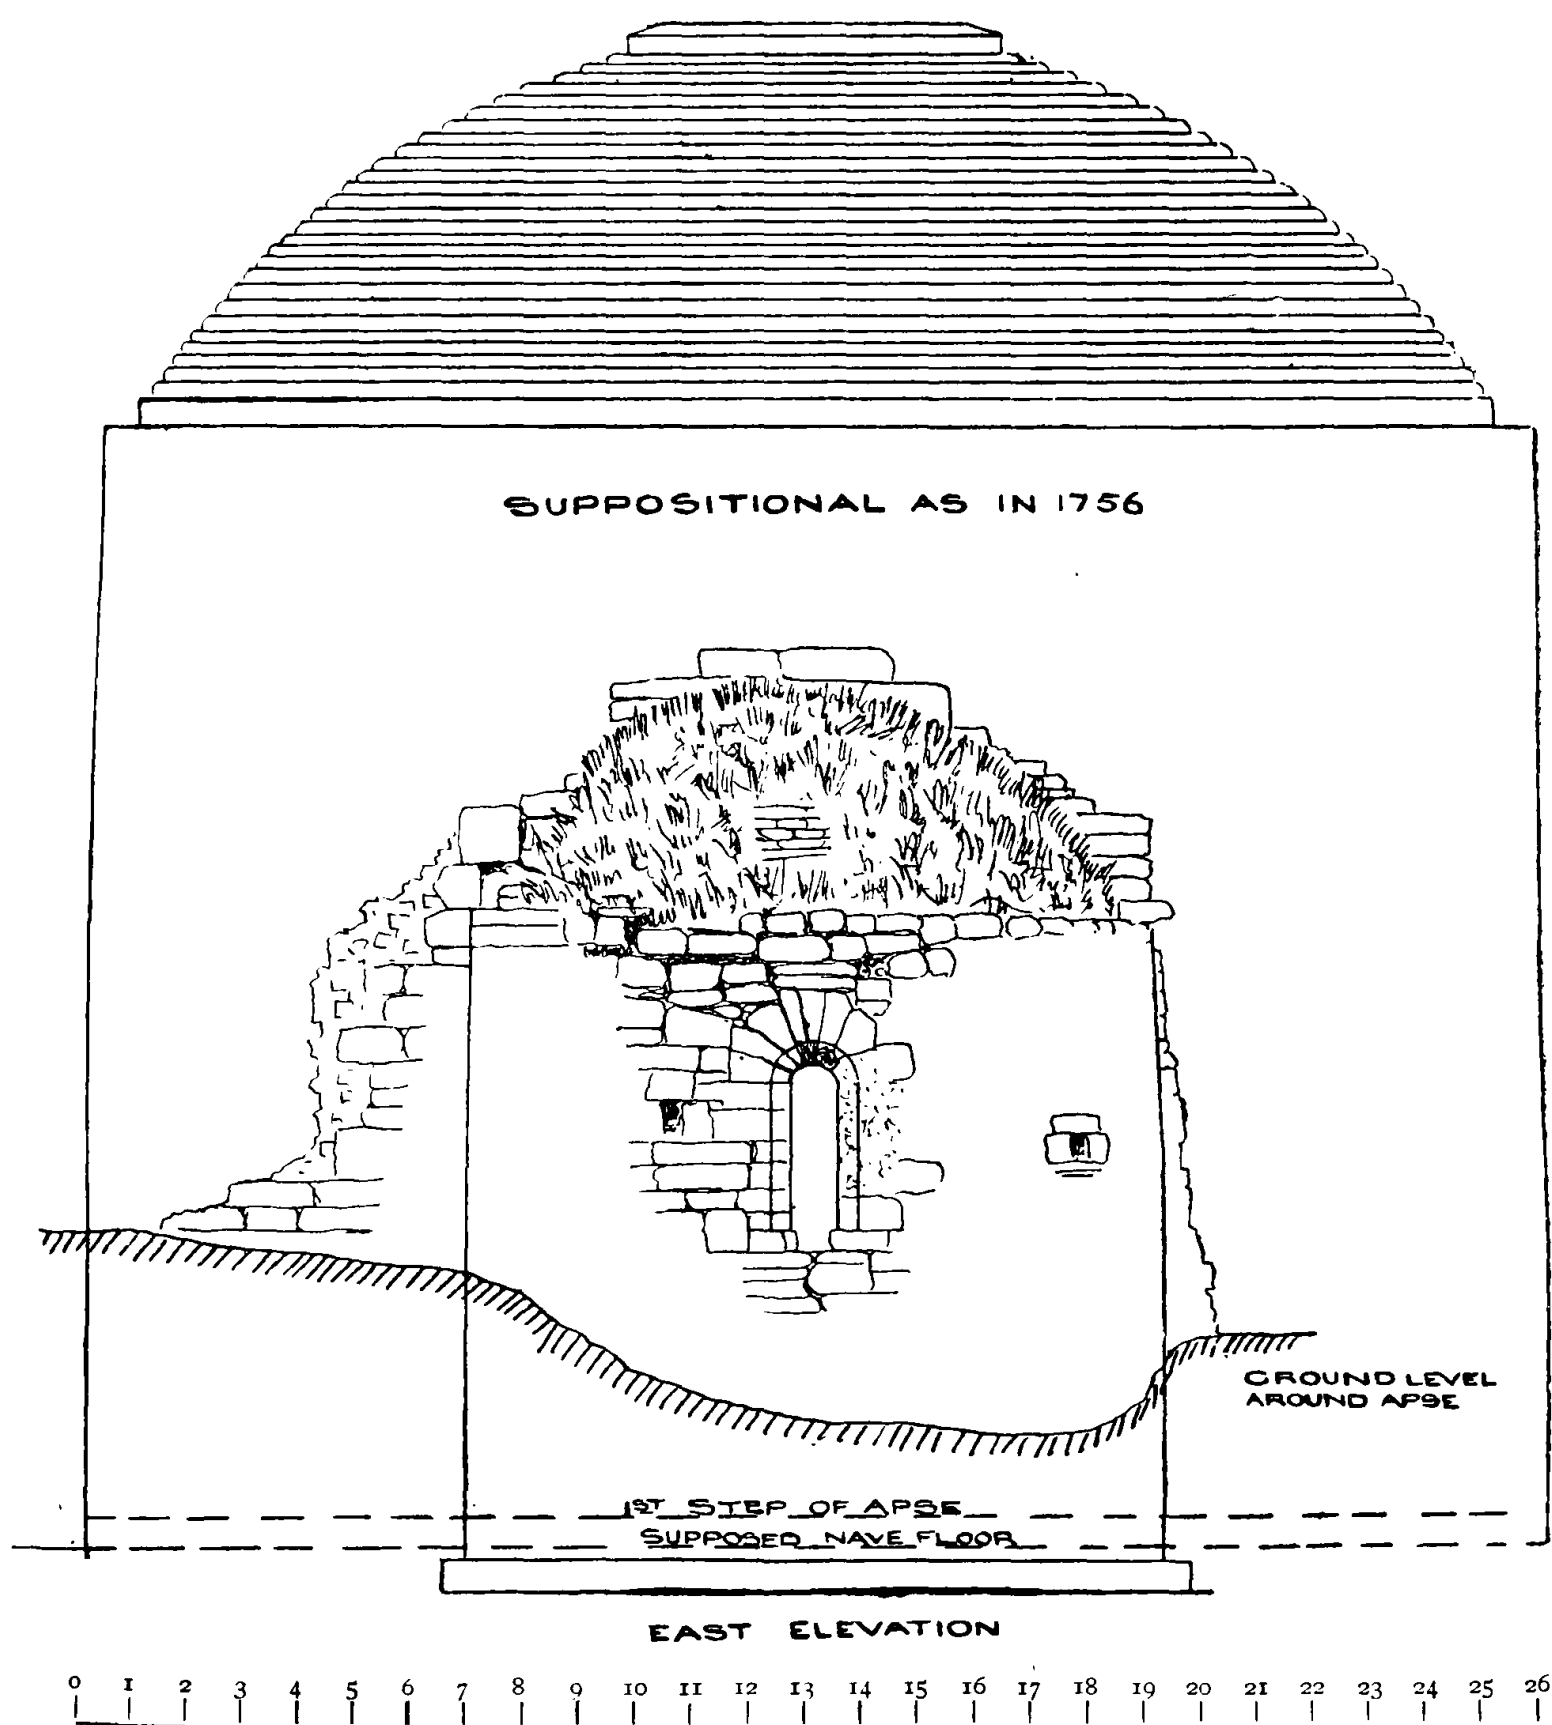 SUPPOSITIONAL AS IN 1756
GROUND LEVEL
AROUND APSE
1ST STEP OF APSE
SUPPOSED NAVE FLOOR
EAST ELEVATION
0 1 2 3 4 5 6 7 8 9 10 11 12 13 14 15 16 17 18 19 20 21 22 23 24 25 26